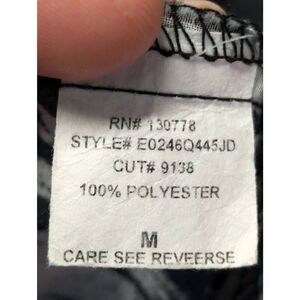 RN# 130778
STYLE# E0246Q445JD
CUT# 9138
100% POLYESTER
M
CARE SEE REVEERSE